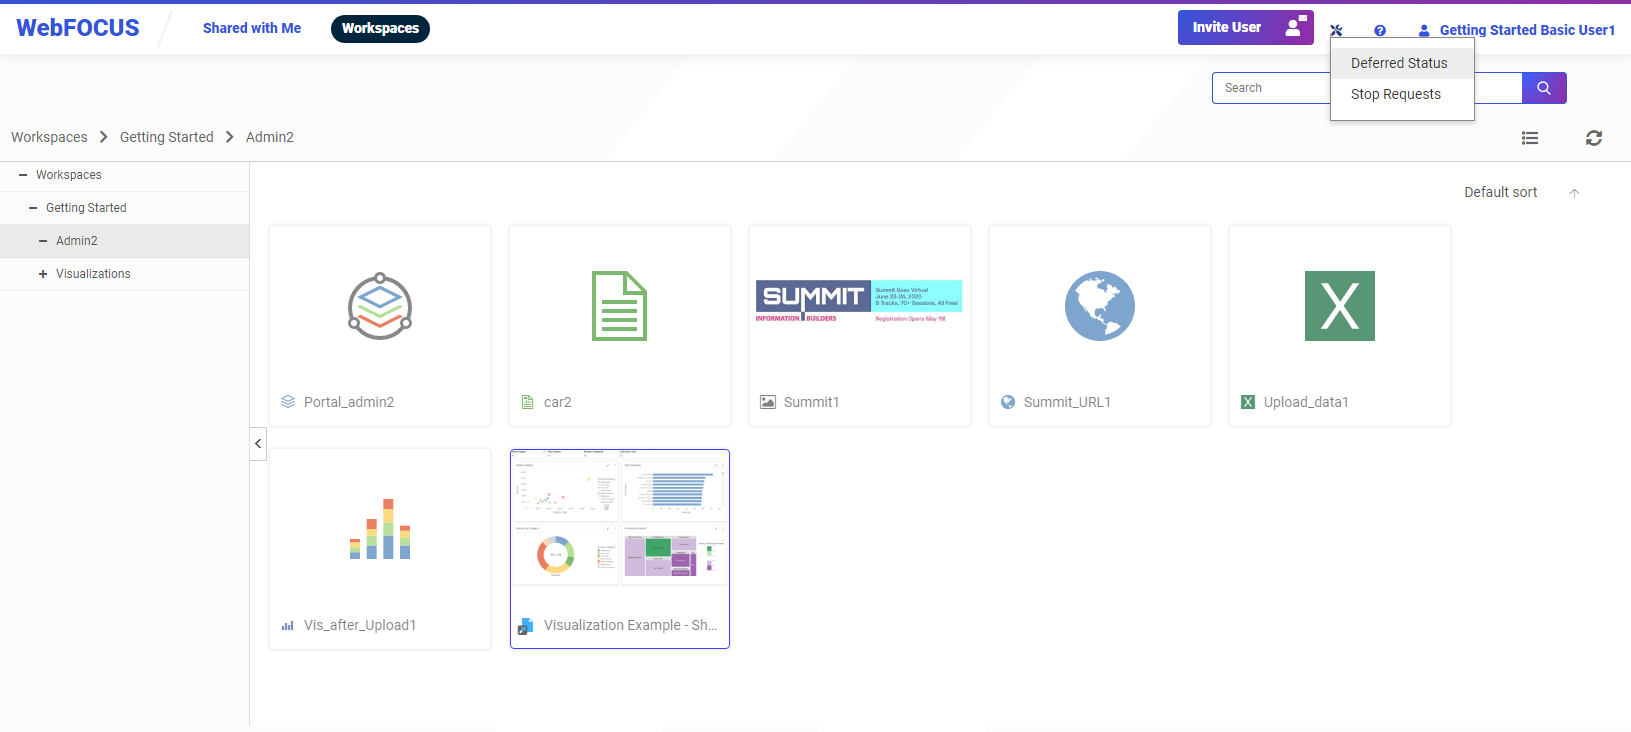 WebFOCUS
Shared with Me
Workspaces
Invite User
Getting Started Basic User1
Deferred Status
Stop Requests
Search
Workspaces
Getting Started
Admin2
Workspaces
Getting Started
Admin2
Visualizations
Default sort
SUMMIT
INFORMATION BUILDERS
Summit Goes Virtual
June 23-24, 2020
8 Tracks. 70+ Sessions. All Free!
Registration Opens May 19!
Portal_admin2
car2
Summit1
Summit_URL1
X
Upload_data1
Vis_after_Upload1
Visualization Example - Sh...